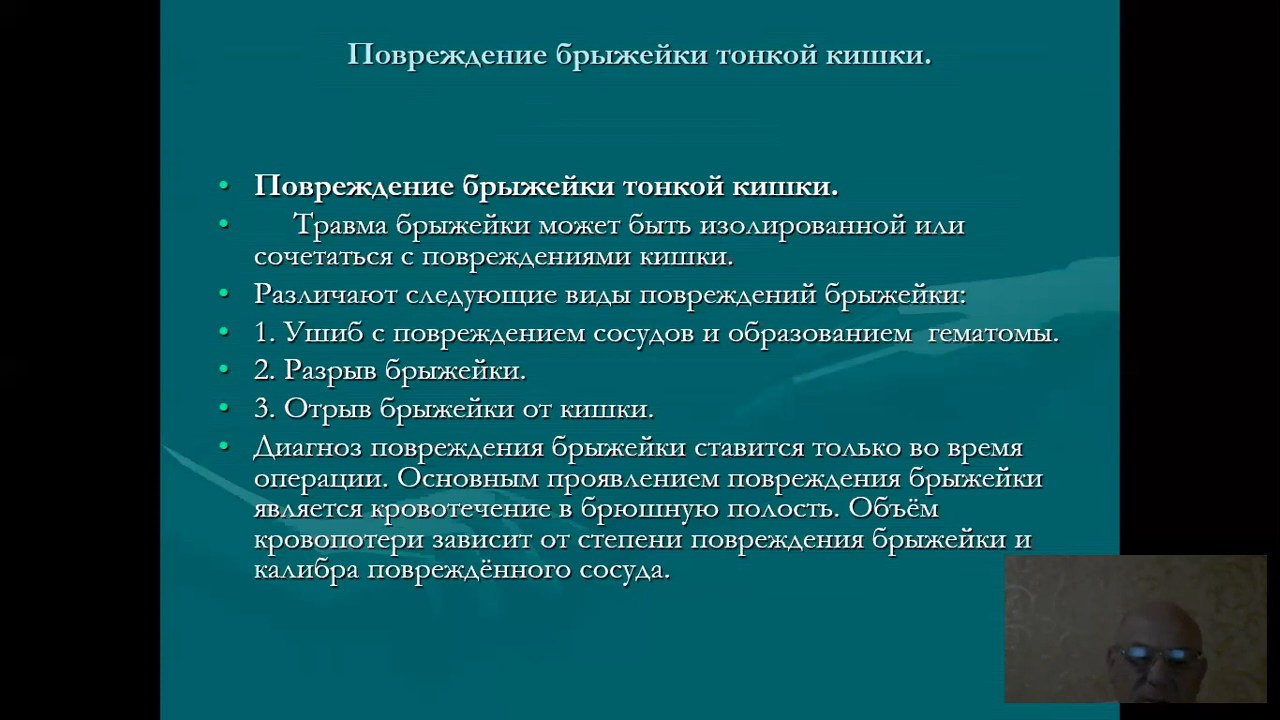 Повреждение брыжейки тонкой кишки.
• Повреждение брыжейки тонкой кишки.
• Травма брыжейки может быть изолированной или
сочетаться с повреждениями кишки.
• Различают следующие виды повреждений брыжейки:
• 1. Ушиб с повреждением сосудов и образованием гематомы.
• 2. Разрыв брыжейки.
• 3. Отрыв брыжейки от кишки.
• Диагноз повреждения брыжейки ставится только во время
операции. Основным проявлением повреждения брыжейки
является кровотечение в брюшную полость. Объём
кровопотери зависит от степени повреждения брыжейки и
калибра повреждённого сосуда.